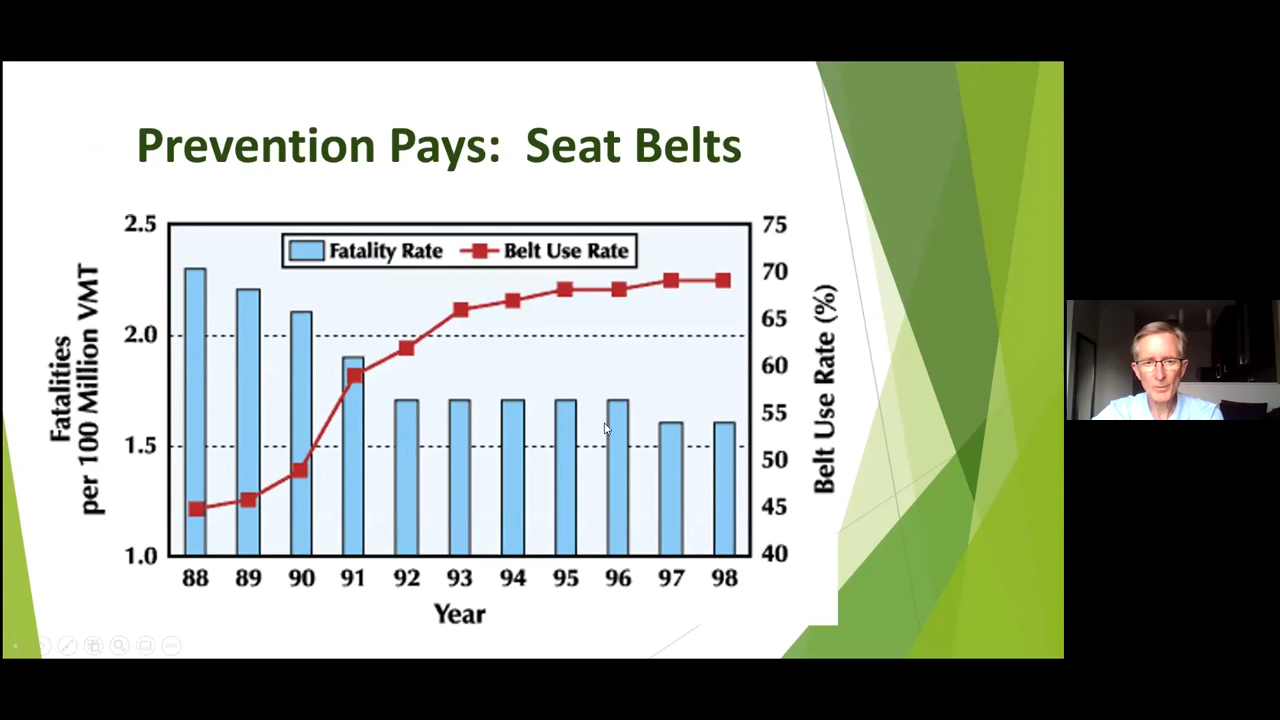 Prevention Pays: Seat Belts
Fatality Rate
Belt Use Rate
Fatalities
per 100 Million VMT
2.5
2.0
1.5
1.0
75
70
65
60
55
50
45
40
Belt Use Rate (%)
88 89 90 91 92 93 94 95 96 97 98
Year